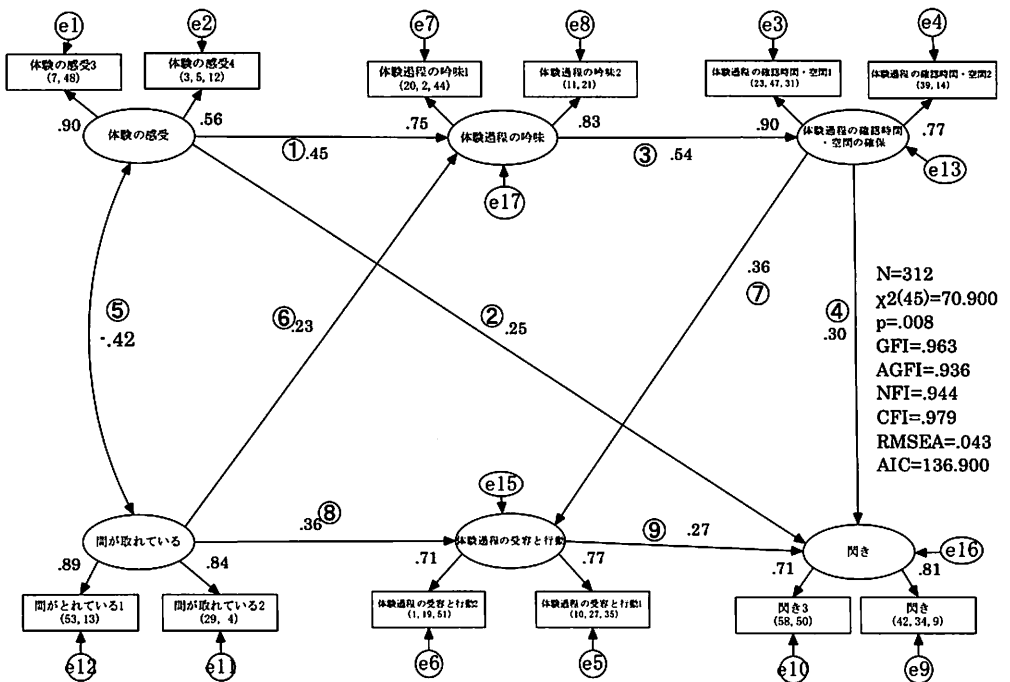 e1
e2
e7
e8
e3
e4
体験の感受3
(7, 48)
体験の感受4
(3, 5, 12)
体験過程の吟味1
(20, 2, 44)
体験過程の吟味2
(11, 21)
体験過程の確認時間・空間1
(23, 47, 31)
体験過程の確認時間・空間2
(39, 14)
.90
.56
.75
.83
.90
.77
体験の感受
体験過程の吟味
体験過程の確認時間
・空間の確保
①.45
③ .54
e17
e13
⑤
-.42
⑥.23
②.25
.36
⑦
④
.30
N=312
χ2(45)=70.900
p=.008
GFI=.963
AGFI=.936
NFI=.944
CFI=.979
RMSEA=.043
AIC=136.900
e15
間が取れている
.36⑧
体験過程の受容と行動
⑨ .27
閃き
e16
.89
.84
.71
.77
.71
.81
間がとれている1
(53, 13)
間が取れている2
(29, 4)
体験過程の受容と行動2
(1, 19, 51)
体験過程の受容と行動1
(10, 27, 35)
閃き3
(58, 50)
閃き
(42, 34, 9)
e12
e11
e6
e5
e10
e9